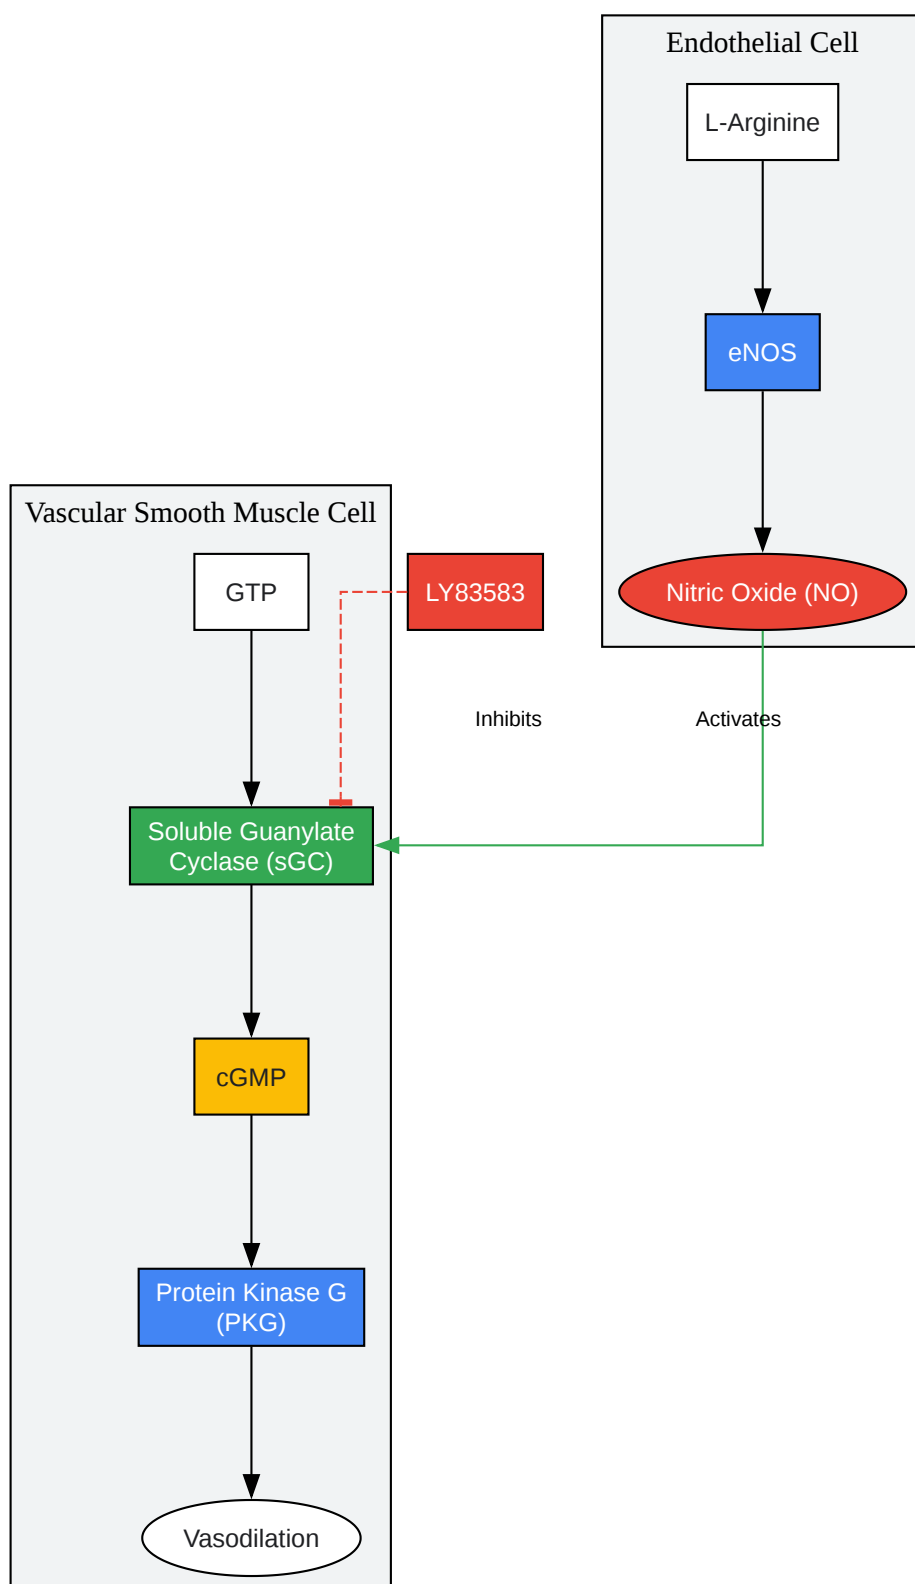 Endothelial Cell
L-Arginine
eNOS
Vascular Smooth Muscle Cell
GTP
LY83583
Nitric Oxide (NO)
Inhibits
Activates
Soluble Guanylate
Cyclase (sGC)
cGMP
Protein Kinase G
(PKG)
Vasodilation